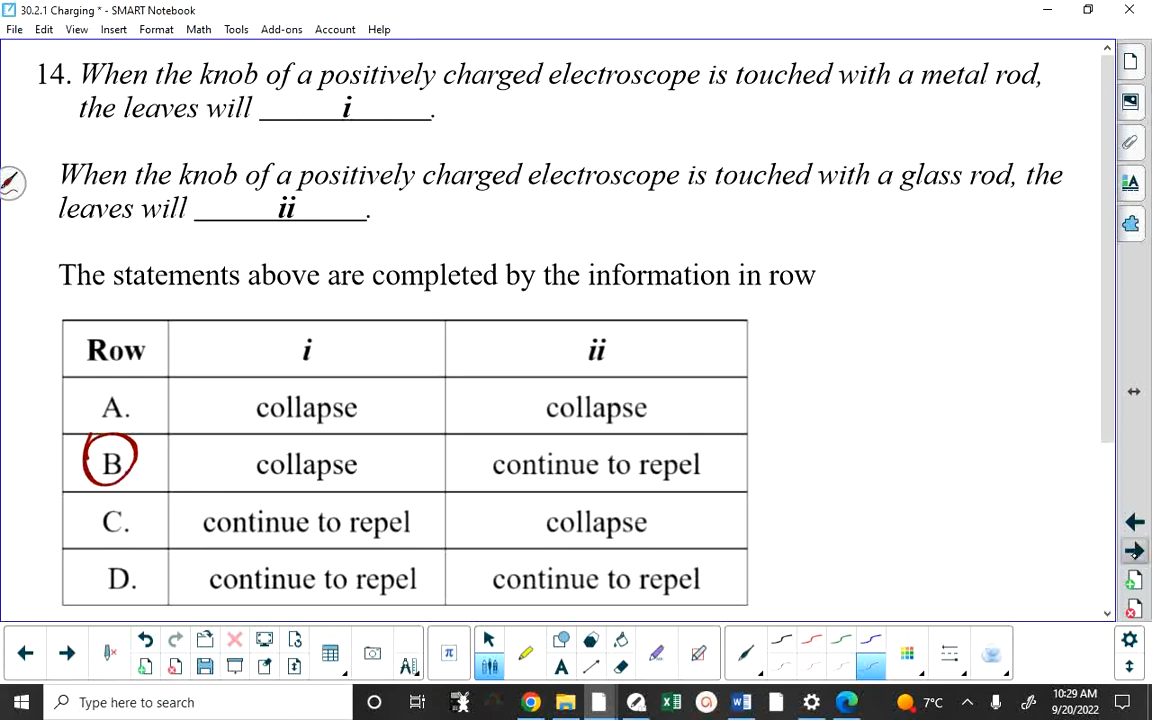 30.2.1 Charging * - SMART Notebook
File Edit View Insert Format Math Tools Add-ons Account Help
14. When the knob of a positively charged electroscope is touched with a metal rod,
the leaves will i.
When the knob of a positively charged electroscope is touched with a glass rod, the
leaves will ii.
The statements above are completed by the information in row
Row i ii
A. collapse collapse
B. collapse continue to repel
C. continue to repel collapse
D. continue to repel continue to repel
Type here to search
7°C
10:29 AM
9/20/2022